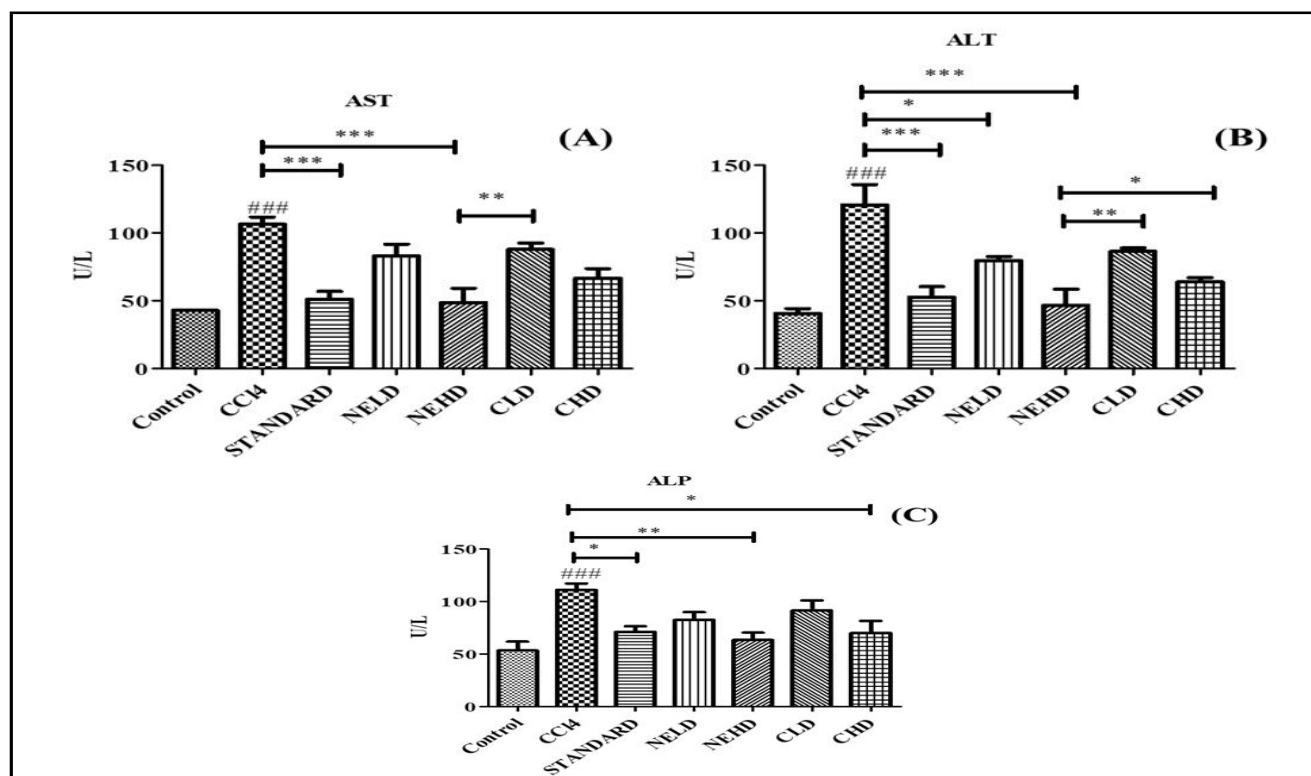 AST
(A)
***
***
**
###
150
100
50
0
U/L
Control
CCl4
STANDARD
NELD
NEHD
CLD
CHD
ALT
(B)
***
*
***
*
**
###
150
100
50
0
U/L
Control
CCl4
STANDARD
NELD
NEHD
CLD
CHD
ALP
(C)
*
**
*
###
150
100
50
0
U/L
Control
CCl4
STANDARD
NELD
NEHD
CLD
CHD